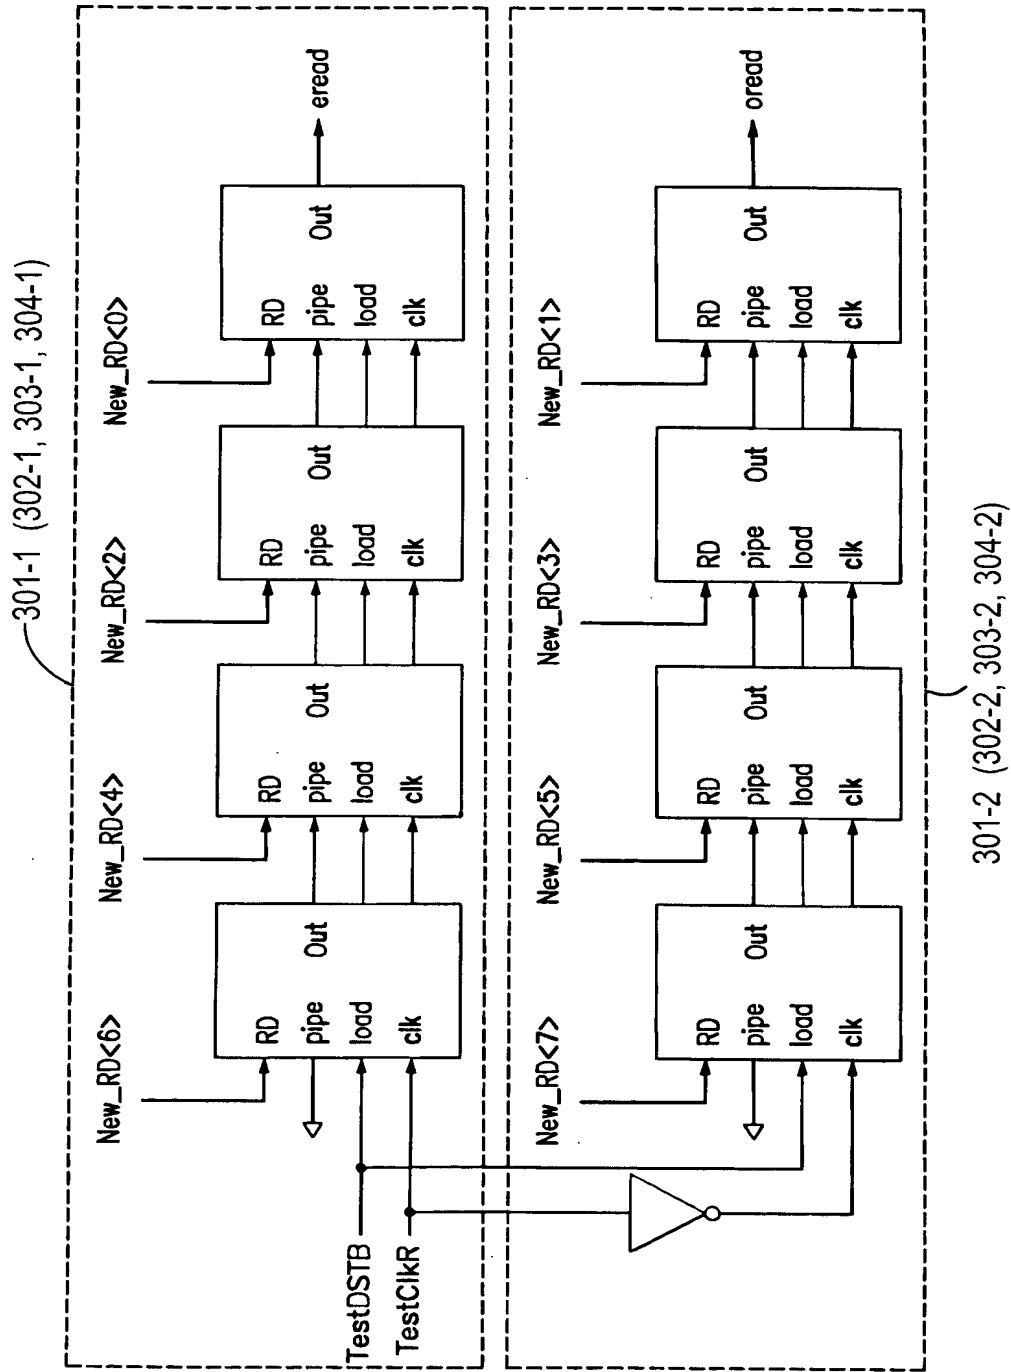 301-1 (302-1, 303-1, 304-1)
New_RD<6>
New_RD<4>
New_RD<2>
New_RD<0>
RD
pipe
load
clk
Out
RD
pipe
load
clk
Out
RD
pipe
load
clk
Out
RD
pipe
load
clk
Out
eread
TestDSTB
TestClkR
New_RD<7>
New_RD<5>
New_RD<3>
New_RD<1>
RD
pipe
load
clk
Out
RD
pipe
load
clk
Out
RD
pipe
load
clk
Out
RD
pipe
load
clk
Out
oread
301-2 (302-2, 303-2, 304-2)